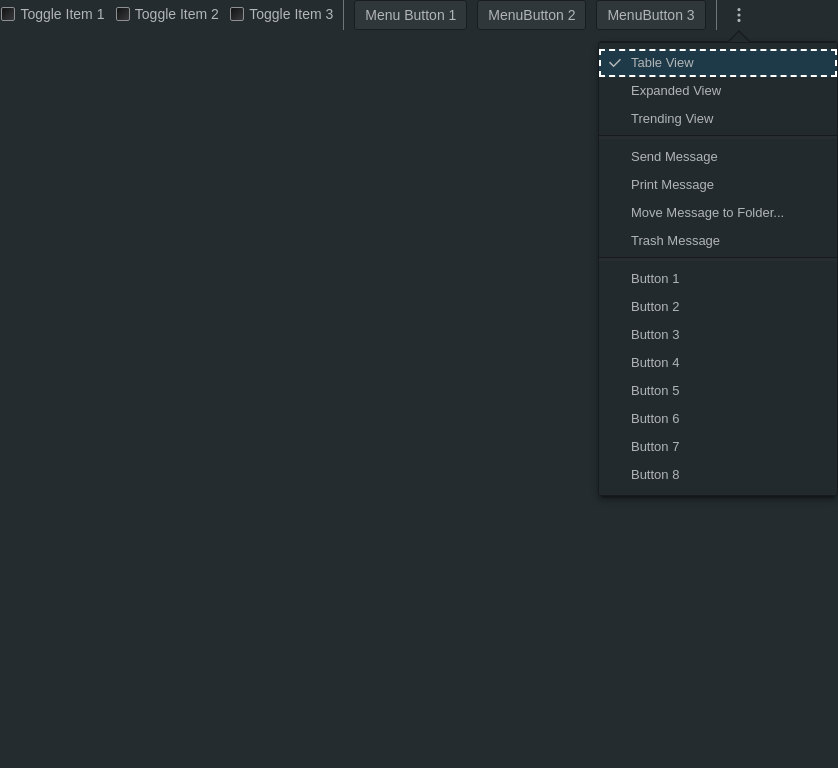 Toggle Item 1 Toggle Item 2 Toggle Item 3 Menu Button 1 MenuButton 2 MenuButton 3
Table View
Expanded View
Trending View
Send Message
Print Message
Move Message to Folder...
Trash Message
Button 1
Button 2
Button 3
Button 4
Button 5
Button 6
Button 7
Button 8